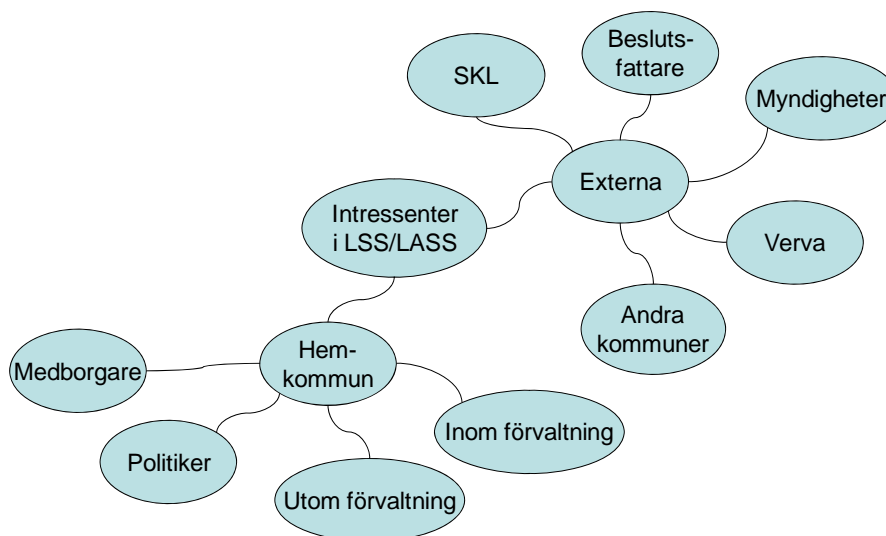 Besluts-
fattare
SKL
Myndigheter
Externa
Intressenter
i LSS/LASS
Verva
Andra
kommuner
Hem-
kommun
Medborgare
Inom förvaltning
Politiker
Utom förvaltning